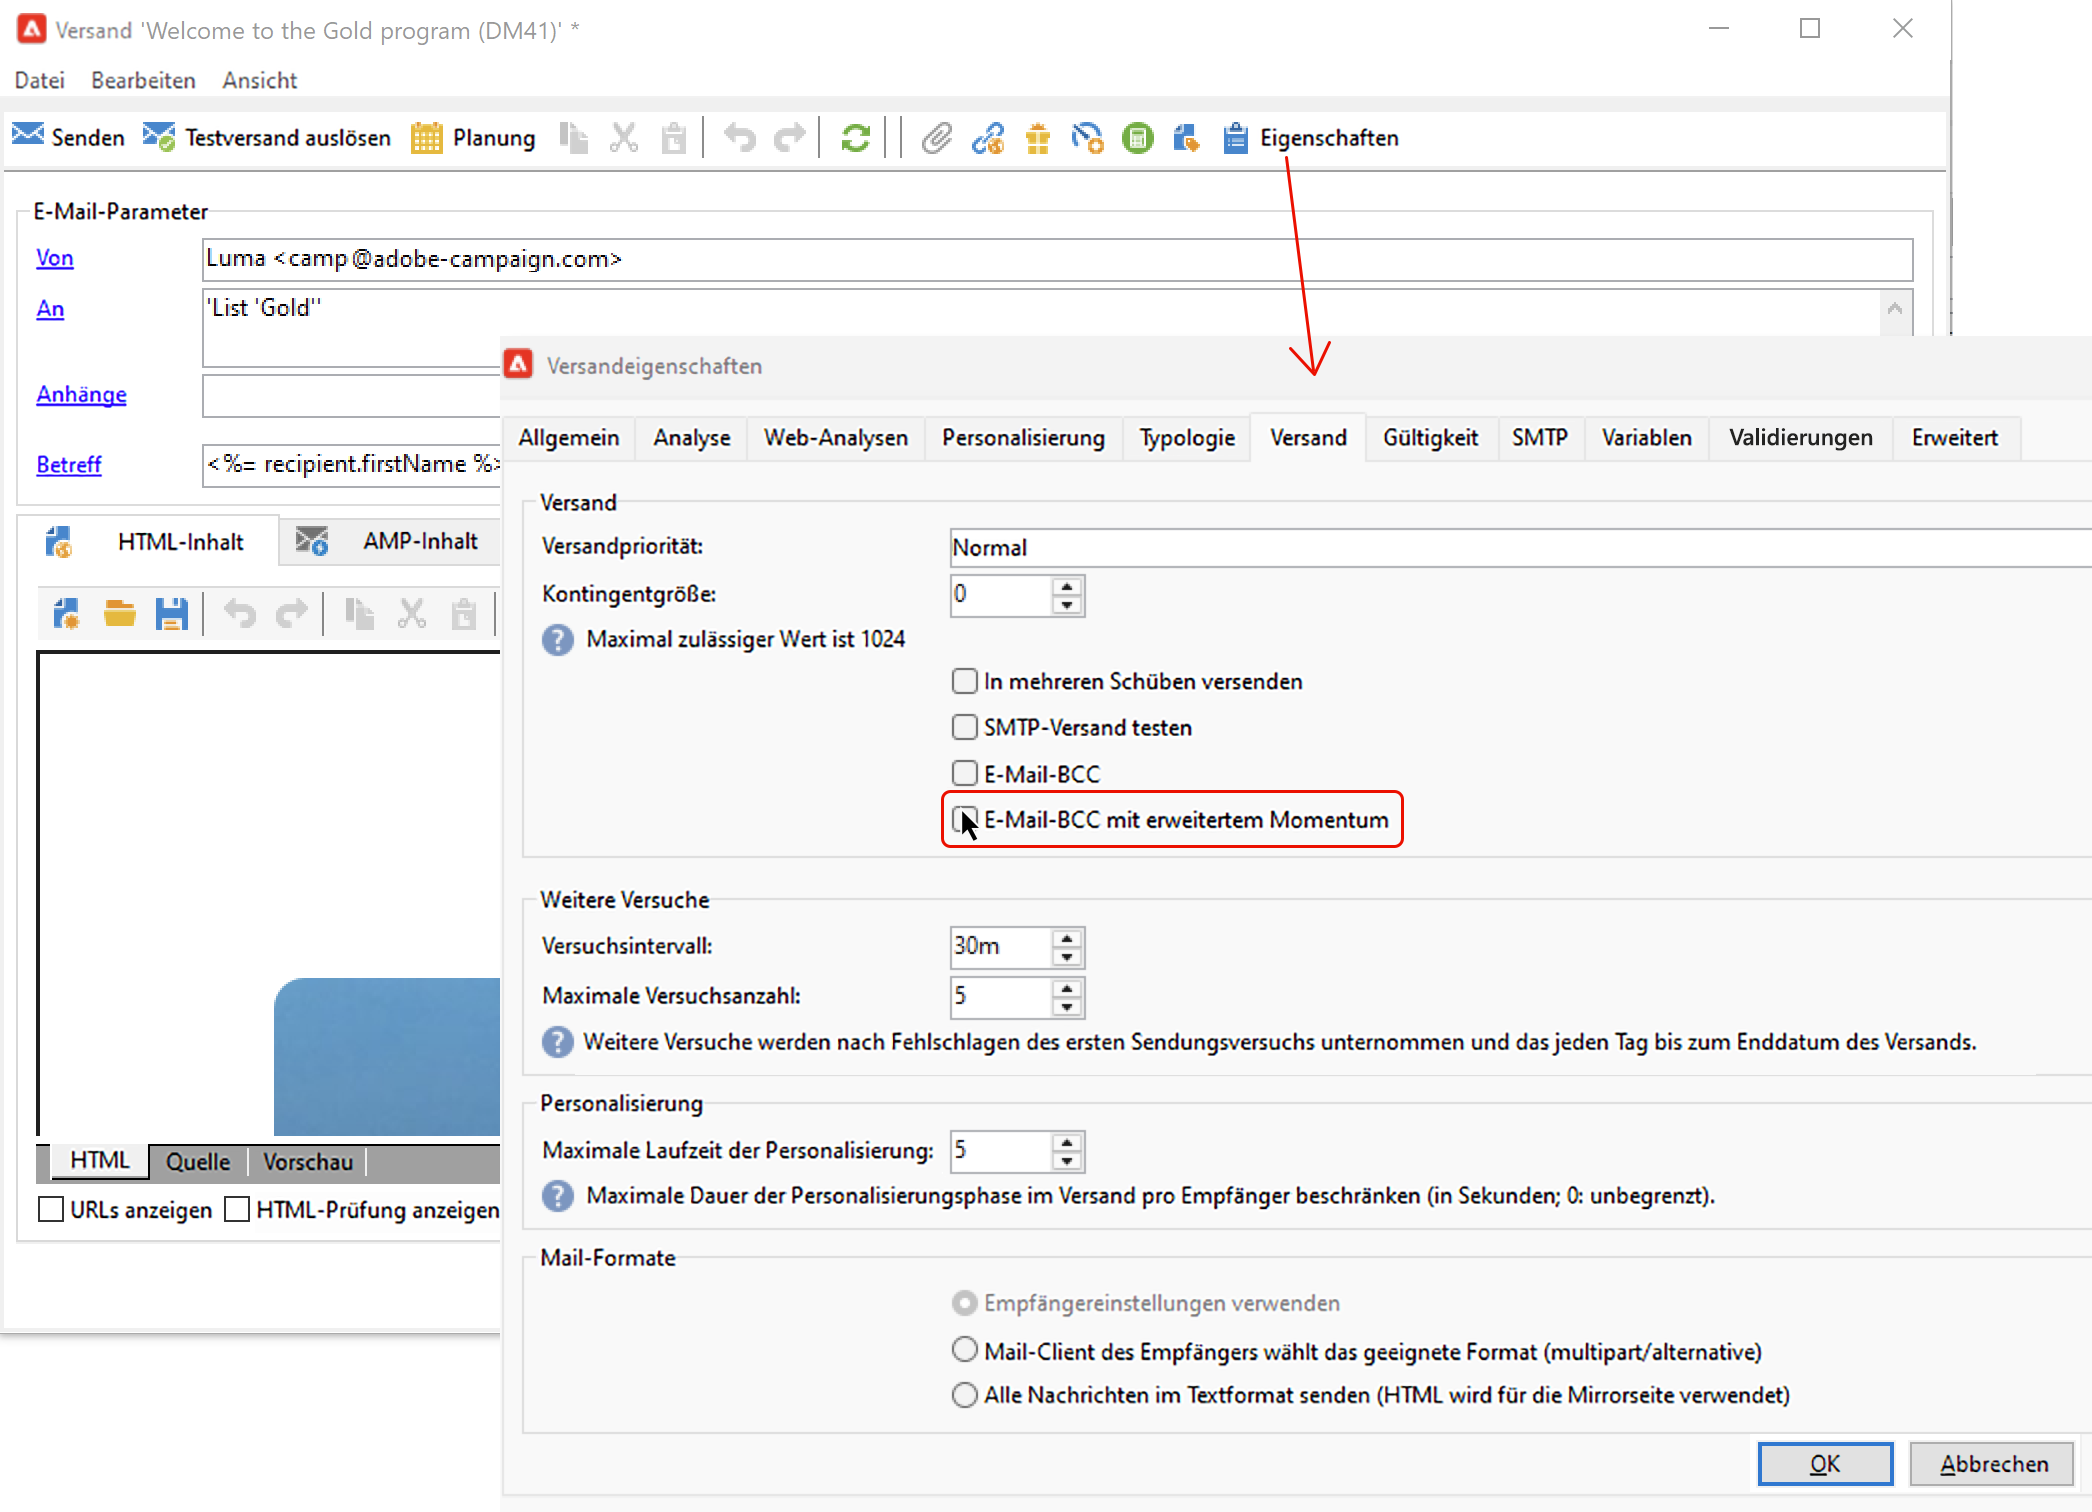 Versand 'Welcome to the Gold program (DM41)' *
Datei Bearbeiten Ansicht
Senden Testversand auslösen Planung Eigenschaften
E-Mail-Parameter
Von Luma <camp@adobe-campaign.com>
An 'List 'Gold''
Anhänge
Betreff <%= recipient.firstName %>
HTML-Inhalt AMP-Inhalt
HTML Quelle Vorschau
URLs anzeigen HTML-Prüfung anzeigen
Versandeigenschaften
Allgemein Analyse Web-Analysen Personalisierung Typologie Versand Gültigkeit SMTP Variablen Validierungen Erweitert
Versand
Versandpriorität: Normal
Kontingentgröße: 0
? Maximal zulässiger Wert ist 1024
In mehreren Schüben versenden
SMTP-Versand testen
E-Mail-BCC
E-Mail-BCC mit erweitertem Momentum
Weitere Versuche
Versuchsintervall: 30m
Maximale Versuchsanzahl: 5
? Weitere Versuche werden nach Fehlschlagen des ersten Sendungsversuchs unternommen und das jeden Tag bis zum Enddatum des Versands.
Personalisierung
Maximale Laufzeit der Personalisierung: 5
? Maximale Dauer der Personalisierungsphase im Versand pro Empfänger beschränken (in Sekunden; 0: unbegrenzt).
Mail-Formate
Empfängereinstellungen verwenden
Mail-Client des Empfängers wählt das geeignete Format (multipart/alternative)
Alle Nachrichten im Textformat senden (HTML wird für die Mirrorseite verwendet)
OK Abbrechen